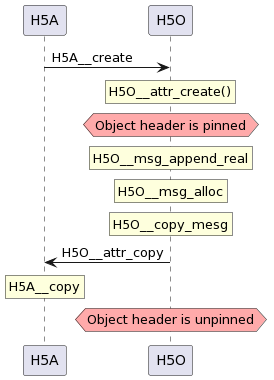 H5A H5O
H5A__create
H5O__attr_create()
Object header is pinned
H5O__msg_append_real
H5O__msg_alloc
H5O__copy_mesg
H5O__attr_copy
H5A__copy
Object header is unpinned
H5A H5O